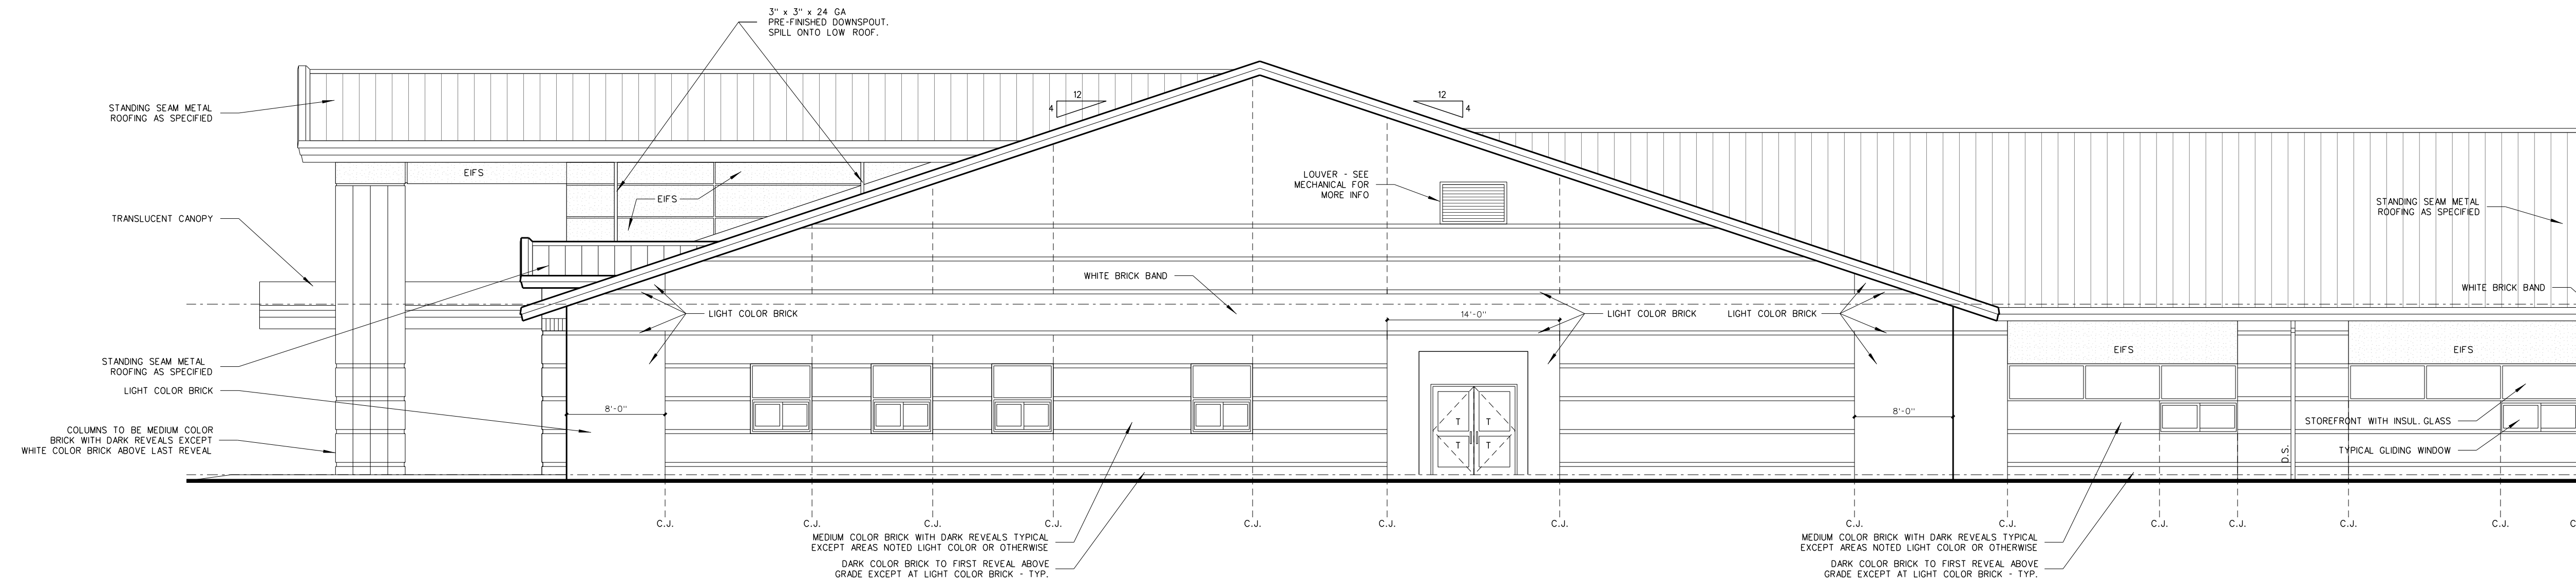 3" x 3" x 24 GA
PRE-FINISHED DOWNSPOUT.
SPILL ONTO LOW ROOF.
STANDING SEAM METAL
ROOFING AS SPECIFIED
12
4
12
4
EIFS
EIFS
LOUVER - SEE
MECHANICAL FOR
MORE INFO
STANDING SEAM METAL
ROOFING AS SPECIFIED
TRANSLUCENT CANOPY
WHITE BRICK BAND
WHITE BRICK BAND
LIGHT COLOR BRICK
14'-0"
LIGHT COLOR BRICK
LIGHT COLOR BRICK
EIFS
EIFS
STANDING SEAM METAL
ROOFING AS SPECIFIED
LIGHT COLOR BRICK
8'-0"
8'-0"
T
T
T
T
STOREFRONT WITH INSUL. GLASS
COLUMNS TO BE MEDIUM COLOR
BRICK WITH DARK REVEALS EXCEPT
WHITE COLOR BRICK ABOVE LAST REVEAL
D.S.
TYPICAL GLIDING WINDOW
C.J.
C.J.
C.J.
C.J.
C.J.
C.J.
C.J.
C.J.
C.J.
C.J.
C.J.
C.J.
C.J.
MEDIUM COLOR BRICK WITH DARK REVEALS TYPICAL
EXCEPT AREAS NOTED LIGHT COLOR OR OTHERWISE
DARK COLOR BRICK TO FIRST REVEAL ABOVE
GRADE EXCEPT AT LIGHT COLOR BRICK - TYP.
MEDIUM COLOR BRICK WITH DARK REVEALS TYPICAL
EXCEPT AREAS NOTED LIGHT COLOR OR OTHERWISE
DARK COLOR BRICK TO FIRST REVEAL ABOVE
GRADE EXCEPT AT LIGHT COLOR BRICK - TYP.